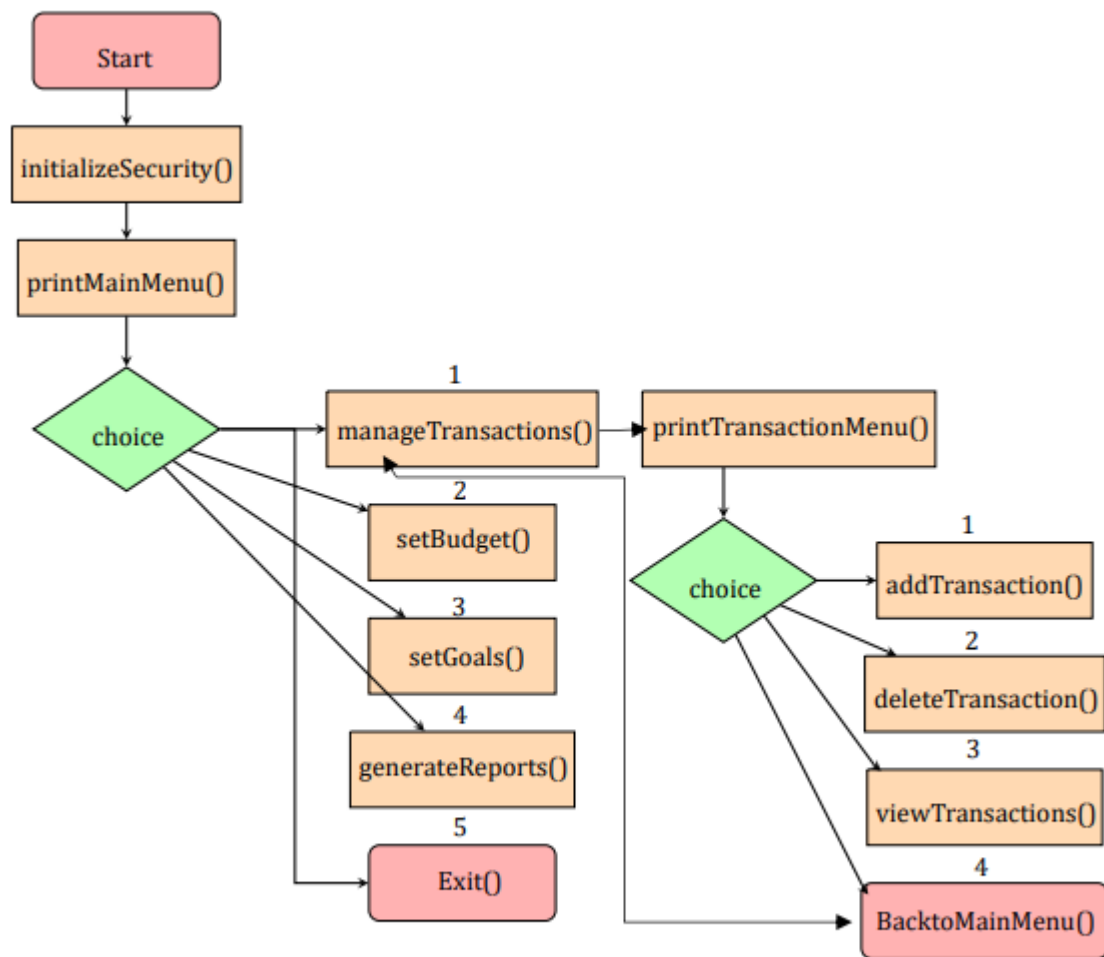 Start
initializeSecurity()
printMainMenu()
choice
1
manageTransactions()
printTransactionMenu()
2
setBudget()
3
setGoals()
4
generateReports()
5
Exit()
choice
1
addTransaction()
2
deleteTransaction()
3
viewTransactions()
4
BacktoMainMenu()